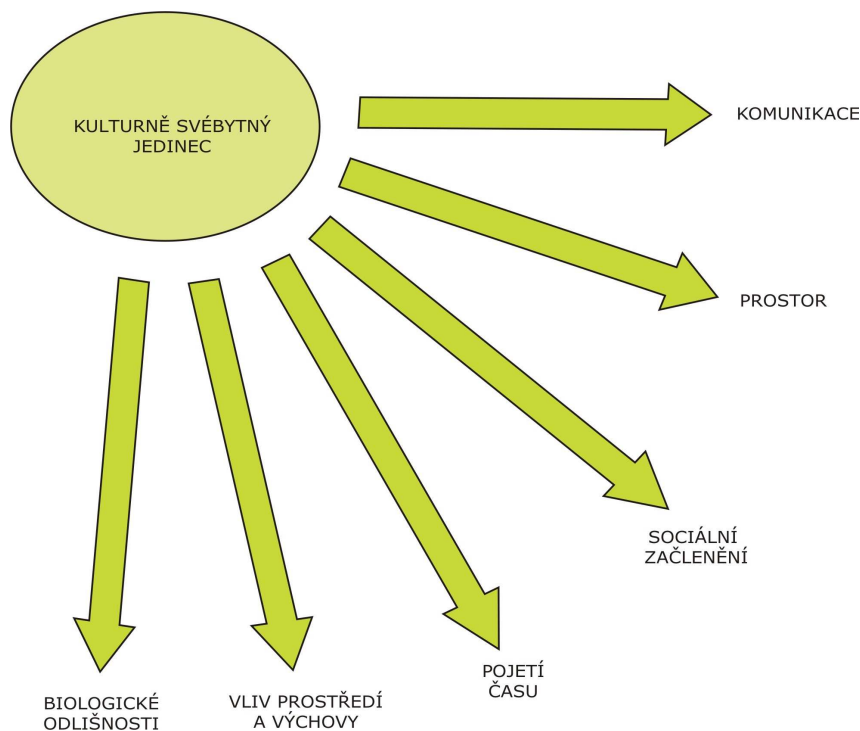 KULTURNĚ SVÉBYTNÝ
JEDINEC
KOMUNIKACE
PROSTOR
SOCIÁLNÍ
ZAČLENĚNÍ
POJETÍ
ČASU
VLIV PROSTŘEDÍ
A VÝCHOVY
BIOLOGICKÉ
ODLIŠNOSTI